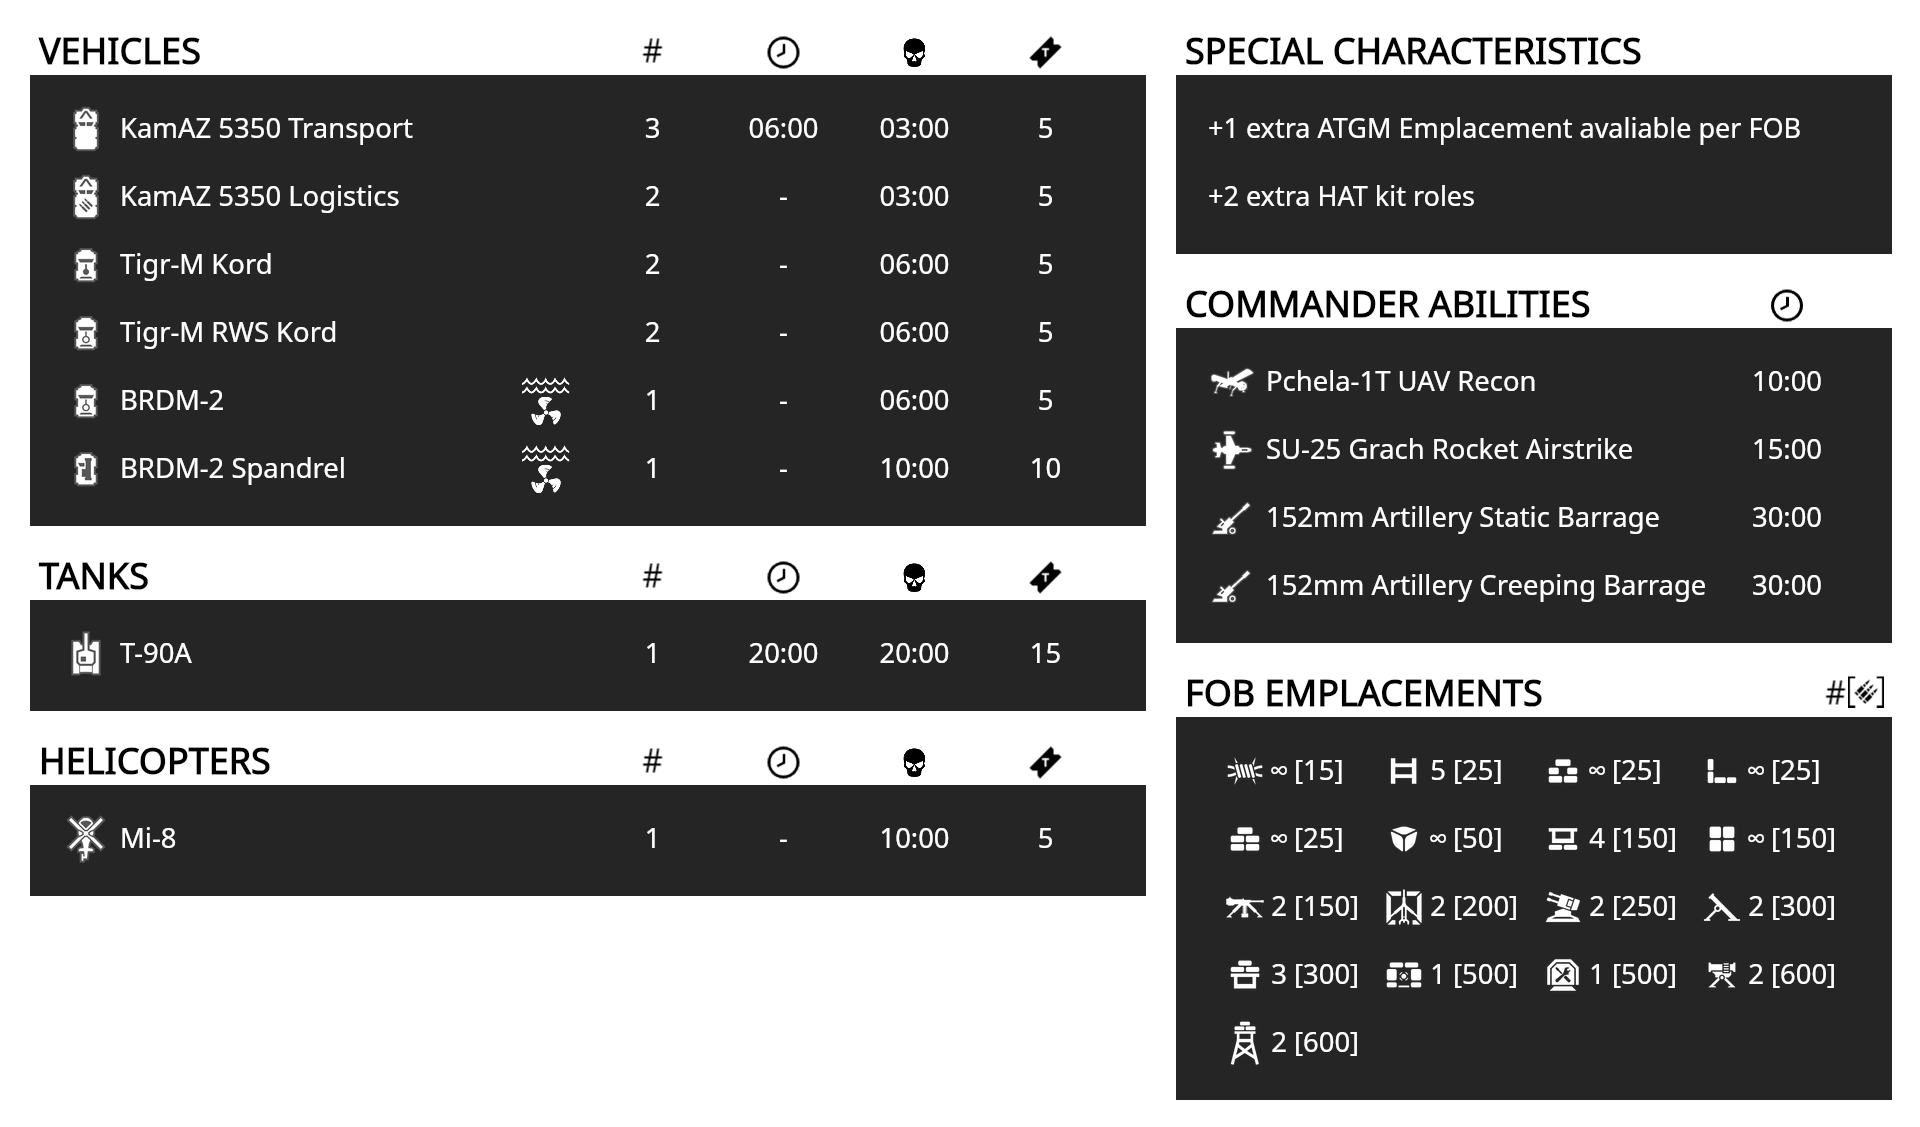 VEHICLES #
KamAZ 5350 Transport 3 06:00 03:00 5
KamAZ 5350 Logistics 2 - 03:00 5
Tigr-M Kord 2 - 06:00 5
Tigr-M RWS Kord 2 - 06:00 5
BRDM-2 1 - 06:00 5
BRDM-2 Spandrel 1 - 10:00 10
TANKS #
T-90A 1 20:00 20:00 15
HELICOPTERS #
Mi-8 1 - 10:00 5
SPECIAL CHARACTERISTICS
+1 extra ATGM Emplacement avaliable per FOB
+2 extra HAT kit roles
COMMANDER ABILITIES
Pchela-1T UAV Recon 10:00
SU-25 Grach Rocket Airstrike 15:00
152mm Artillery Static Barrage 30:00
152mm Artillery Creeping Barrage 30:00
FOB EMPLACEMENTS #[]
∞ [15] 5 [25] ∞ [25] ∞ [25]
∞ [25] ∞ [50] 4 [150] ∞ [150]
2 [150] 2 [200] 2 [250] 2 [300]
3 [300] 1 [500] 1 [500] 2 [600]
2 [600]